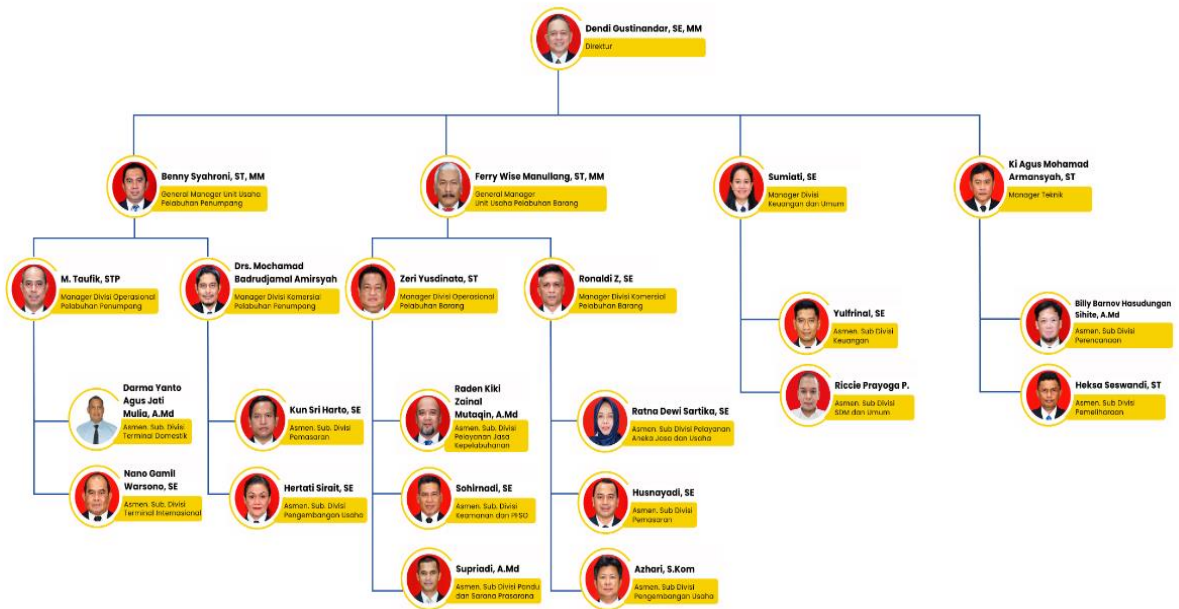 Dendi Gustinandar, SE, MM
Direktur
Benny Syahroni, ST, MM
General Manager Unit Usaha
Pelabuhan Penumpang
Ferry Wise Manullang, ST, MM
General Manager
Unit Usaha Pelabuhan Barang
Sumiati, SE
Manager Divisi
Keuangan dan Umum
Ki Agus Mohamad
Armansyah, ST
Manager Teknik
M. Taufik, STP
Manager Divisi Operasional
Pelabuhan Penumpang
Drs. Mochamad
Badrudjamal Amirsyah
Manager Divisi Komersial
Pelabuhan Penumpang
Zeri Yusdinata, ST
Manager Divisi Operasional
Pelabuhan Barang
Ronaldi Z, SE
Manager Divisi Komersial
Pelabuhan Barang
Yulfrinal, SE
Asmen. Sub Divisi
Keuangan
Billy Barnov Hasudungan
Sihite, A.Md
Asmen. Sub Divisi
Perencanaan
Darma Yanto
Agus Jati
Mulia, A.Md
Asmen. Sub. Divisi
Terminal Domestik
Kun Sri Harto, SE
Asmen. Sub. Divisi
Pemasaran
Raden Kiki
Zainal
Mutaqin, A.Md
Asmen. Sub. Divisi
Pelayanan Jasa
Kepelabuhanan
Ratna Dewi Sartika, SE
Asmen. Sub Divisi Pelayanan
Aneka Jasa dan Usaha
Riccie Prayoga P.
Asmen. Sub Divisi
SDM dan Umum
Heksa Seswandi, ST
Asmen. Sub Divisi
Pemeliharaan
Nano Gamil
Warsono, SE
Asmen. Sub. Divisi
Terminal Internasional
Hertati Sirait, SE
Asmen. Sub. Divisi
Pengembangan Usaha
Sohirnadi, SE
Asmen. Sub. Divisi
Keamanan dan PFSO
Husnayadi, SE
Asmen. Sub Divisi
Pemasaran
Supriadi, A.Md
Asmen. Sub Divisi Pandu
dan Sarana Prasarana
Azhari, S.Kom
Asmen. Sub Divisi
Pengembangan Usaha